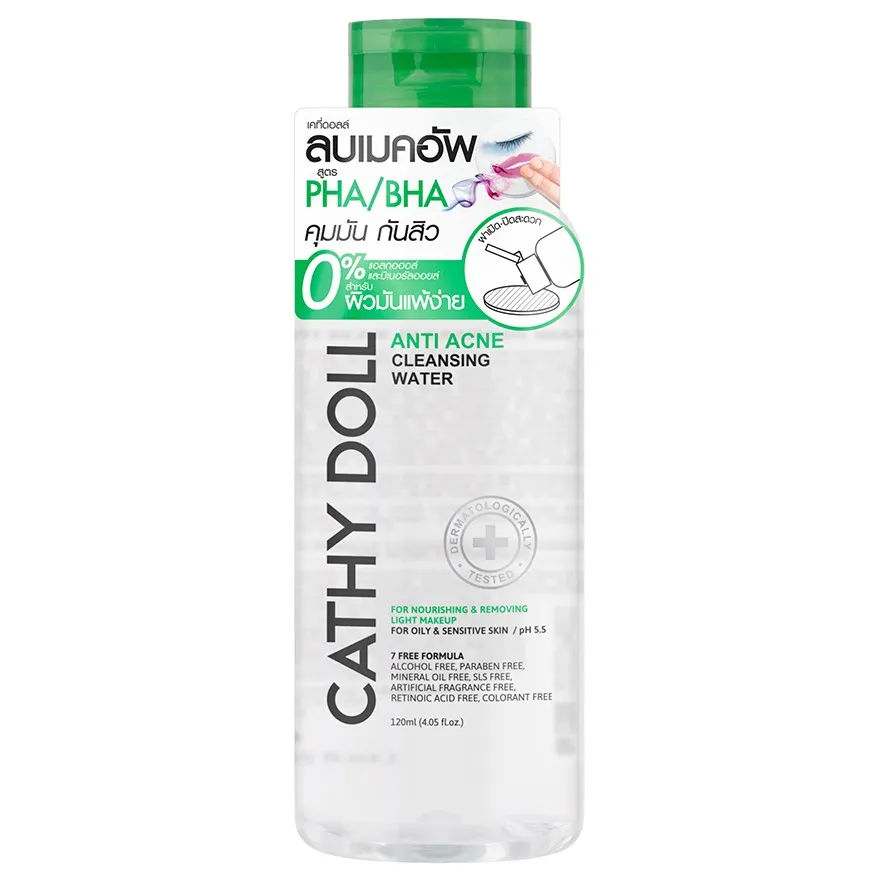 เคที่ดอลล์
ลบเมคอัพ
สูตร
PHA/BHA
คุมมัน กันสิว
0%
แอลกอฮอล์
และมิเนอรัลออยล์
สำหรับ
ผิวมันแพ้ง่าย
ฝาเปิด-ปิดสะดวก
CATHY DOLL
ANTI ACNE
CLEANSING
WATER
DERMATOLOGICALLY
• TESTED •
FOR NOURISHING & REMOVING
LIGHT MAKEUP
FOR OILY & SENSITIVE SKIN / pH 5.5
7 FREE FORMULA
ALCOHOL FREE, PARABEN FREE,
MINERAL OIL FREE, SLS FREE,
ARTIFICIAL FRAGRANCE FREE,
RETINOIC ACID FREE, COLORANT FREE
120ml (4.05 fl.oz.)